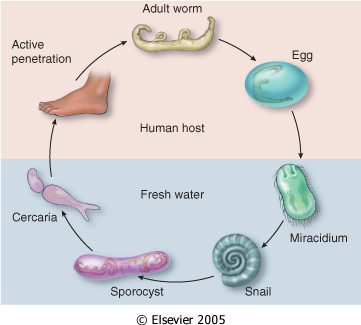 Adult worm
Active
penetration
Egg
Human host
Fresh water
Cercaria
Miracidium
Sporocyst
Snail
© Elsevier 2005